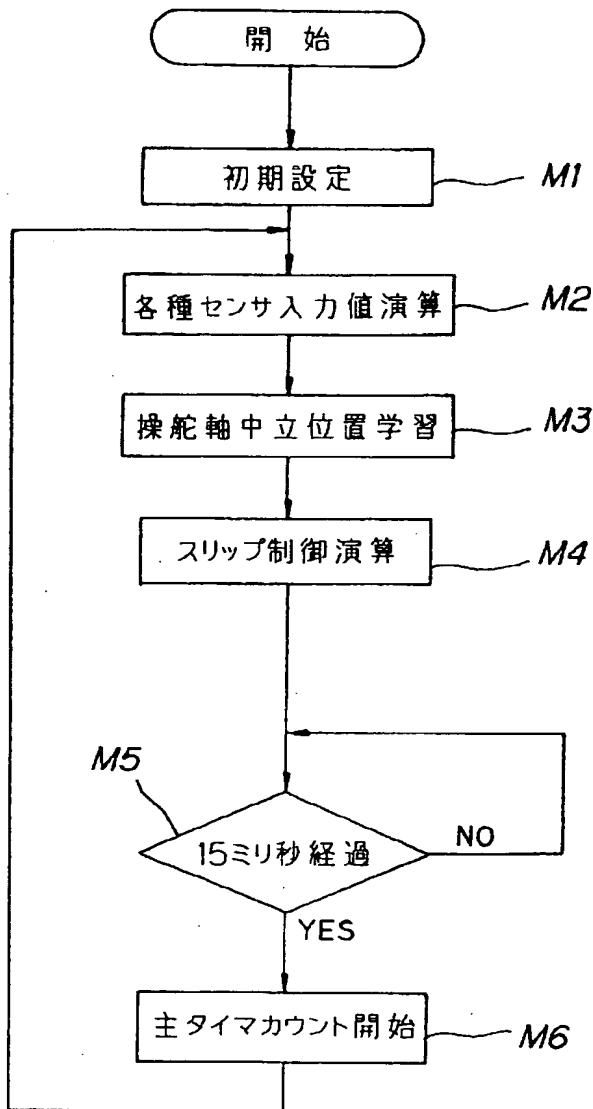 開始
初期設定
M1
各種センサ入力値演算
M2
操舵軸中立位置学習
M3
スリップ制御演算
M4
M5
15ミリ秒経過
NO
YES
主タイマカウント開始
M6